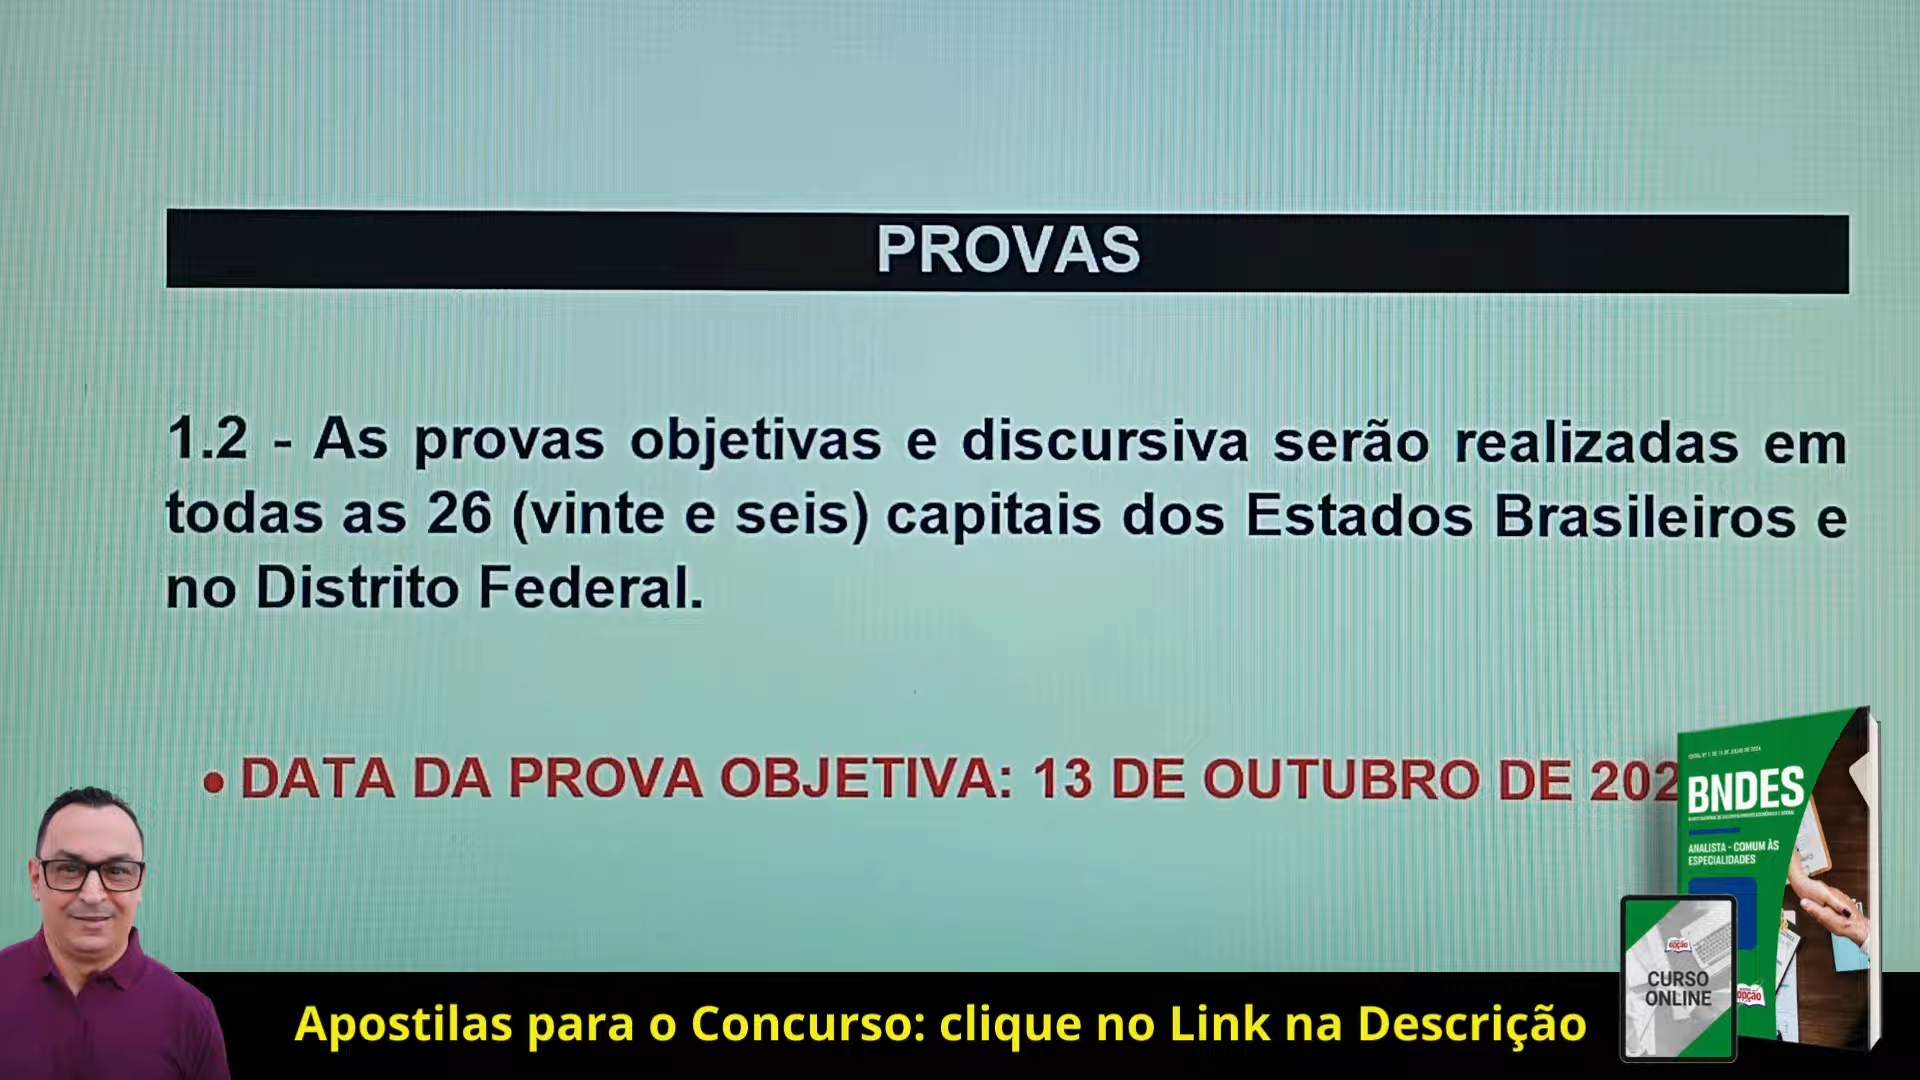 PROVAS
1.2 - As provas objetivas e discursiva serão realizadas em
todas as 26 (vinte e seis) capitais dos Estados Brasileiros e
no Distrito Federal.
• DATA DA PROVA OBJETIVA: 13 DE OUTUBRO DE 202
BNDES
ANALISTA - COMUM ÀS
ESPECIALIDADES
opção
CURSO
ONLINE
opção
Apostilas para o Concurso: clique no Link na Descrição